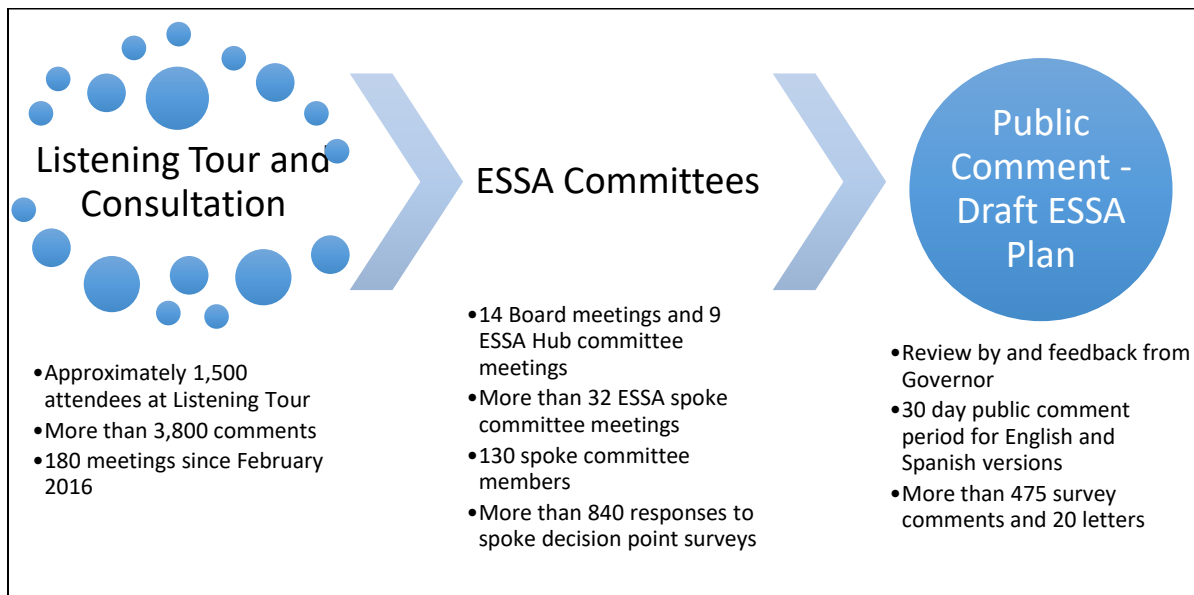 Listening Tour and
Consultation
•Approximately 1,500
attendees at Listening Tour
•More than 3,800 comments
•180 meetings since February
2016
ESSA Committees
•14 Board meetings and 9
ESSA Hub committee
meetings
•More than 32 ESSA spoke
committee meetings
•130 spoke committee
members
•More than 840 responses to
spoke decision point surveys
Public
Comment -
Draft ESSA
Plan
•Review by and feedback from
Governor
•30 day public comment
period for English and
Spanish versions
•More than 475 survey
comments and 20 letters